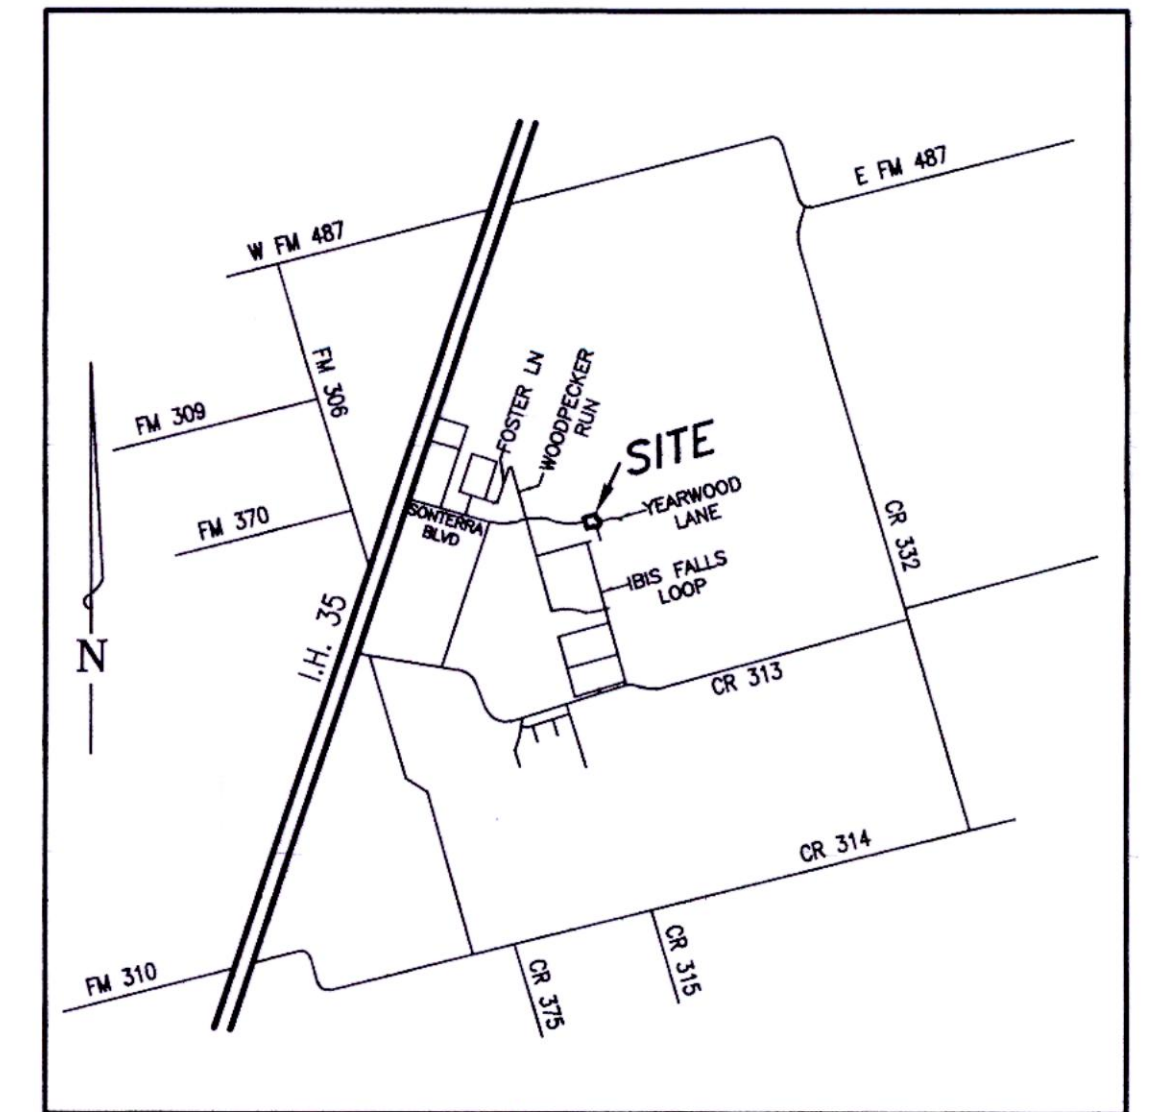 E FM 487
W FM 487
FM 306
FM 309
FOSTER LN
WOODPECKER
RUN
SITE
YEARWOOD
LANE
FM 370
SONTERRA
BLVD
CR 332
IBIS FALLS
LOOP
I.H. 35
N
CR 313
CR 314
FM 310
CR 375
CR 315